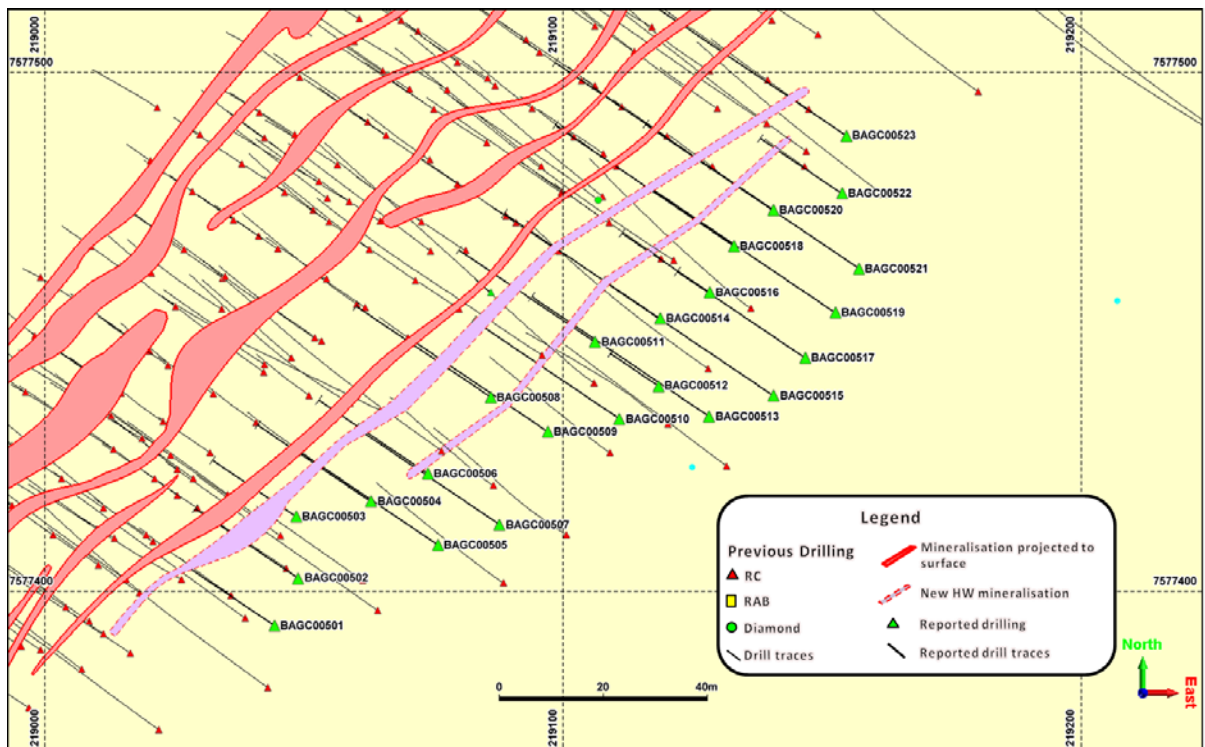 219000
219100
219200
7577500
7577500
BAGC00523
BAGC00522
BAGC00520
BAGC00518
BAGC00521
BAGC00516
BAGC00519
BAGC00514
BAGC00511
BAGC00517
BAGC00512
BAGC00508
BAGC00515
BAGC00510
BAGC00513
BAGC00509
BAGC00506
BAGC00504
BAGC00503
BAGC00507
BAGC00505
BAGC00502
BAGC00501
7577400
7577400
Legend
Previous Drilling
RC
RAB
Diamond
Drill traces
Mineralisation projected to
surface
New HW mineralisation
Reported drilling
Reported drill traces
0
20
40m
North
East
219000
219100
219200